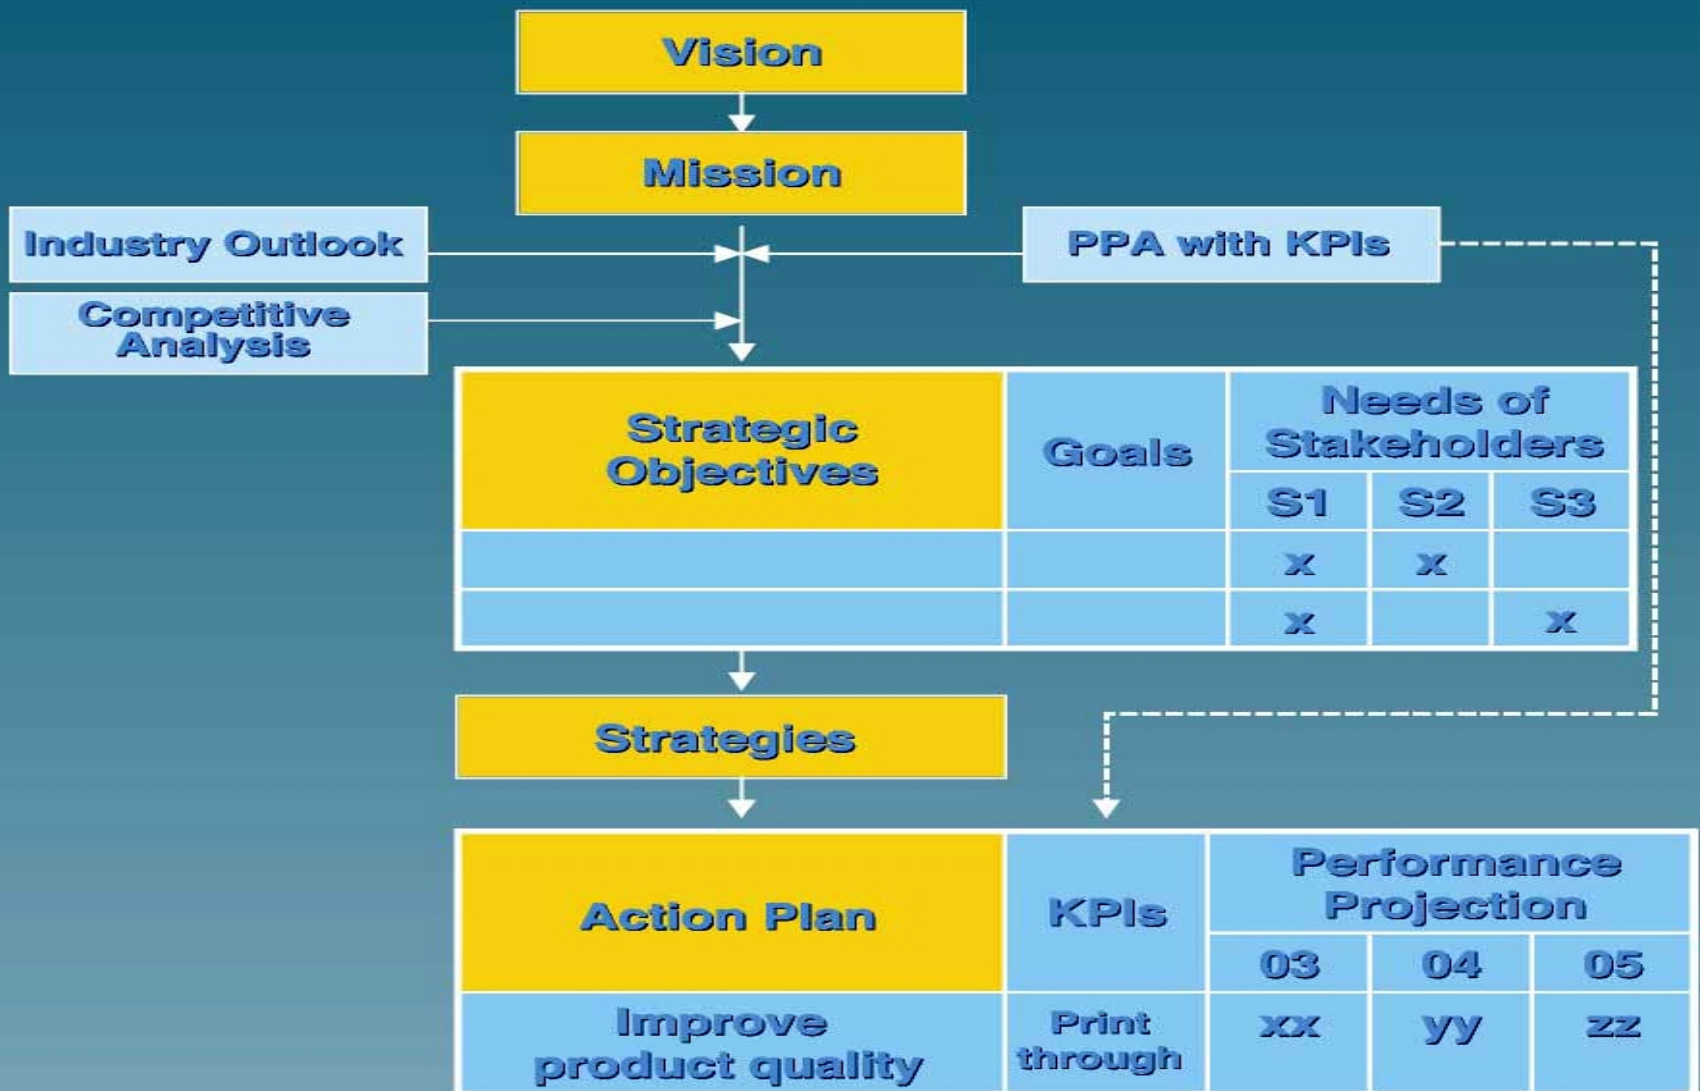 Vision
Mission
Industry Outlook
PPA with KPIs
Competitive
Analysis
Strategic
Objectives
Goals
Needs of
Stakeholders
S1 S2 S3
x x
x x
Strategies
Action Plan
KPIs
Performance
Projection
03 04 05
Improve
product quality
Print
through
xx yy zz